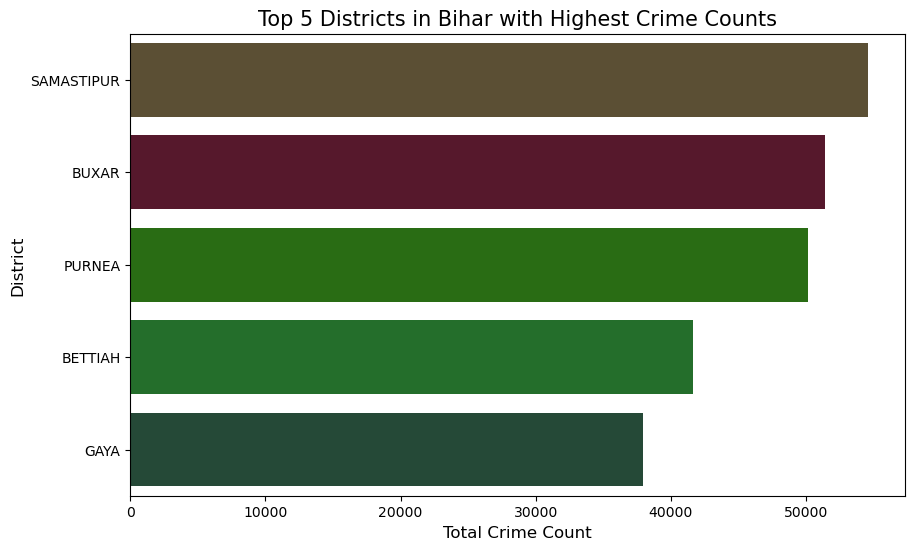 Top 5 Districts in Bihar with Highest Crime Counts
SAMASTIPUR
BUXAR
PURNEA
BETTIAH
GAYA
District
0 10000 20000 30000 40000 50000
Total Crime Count